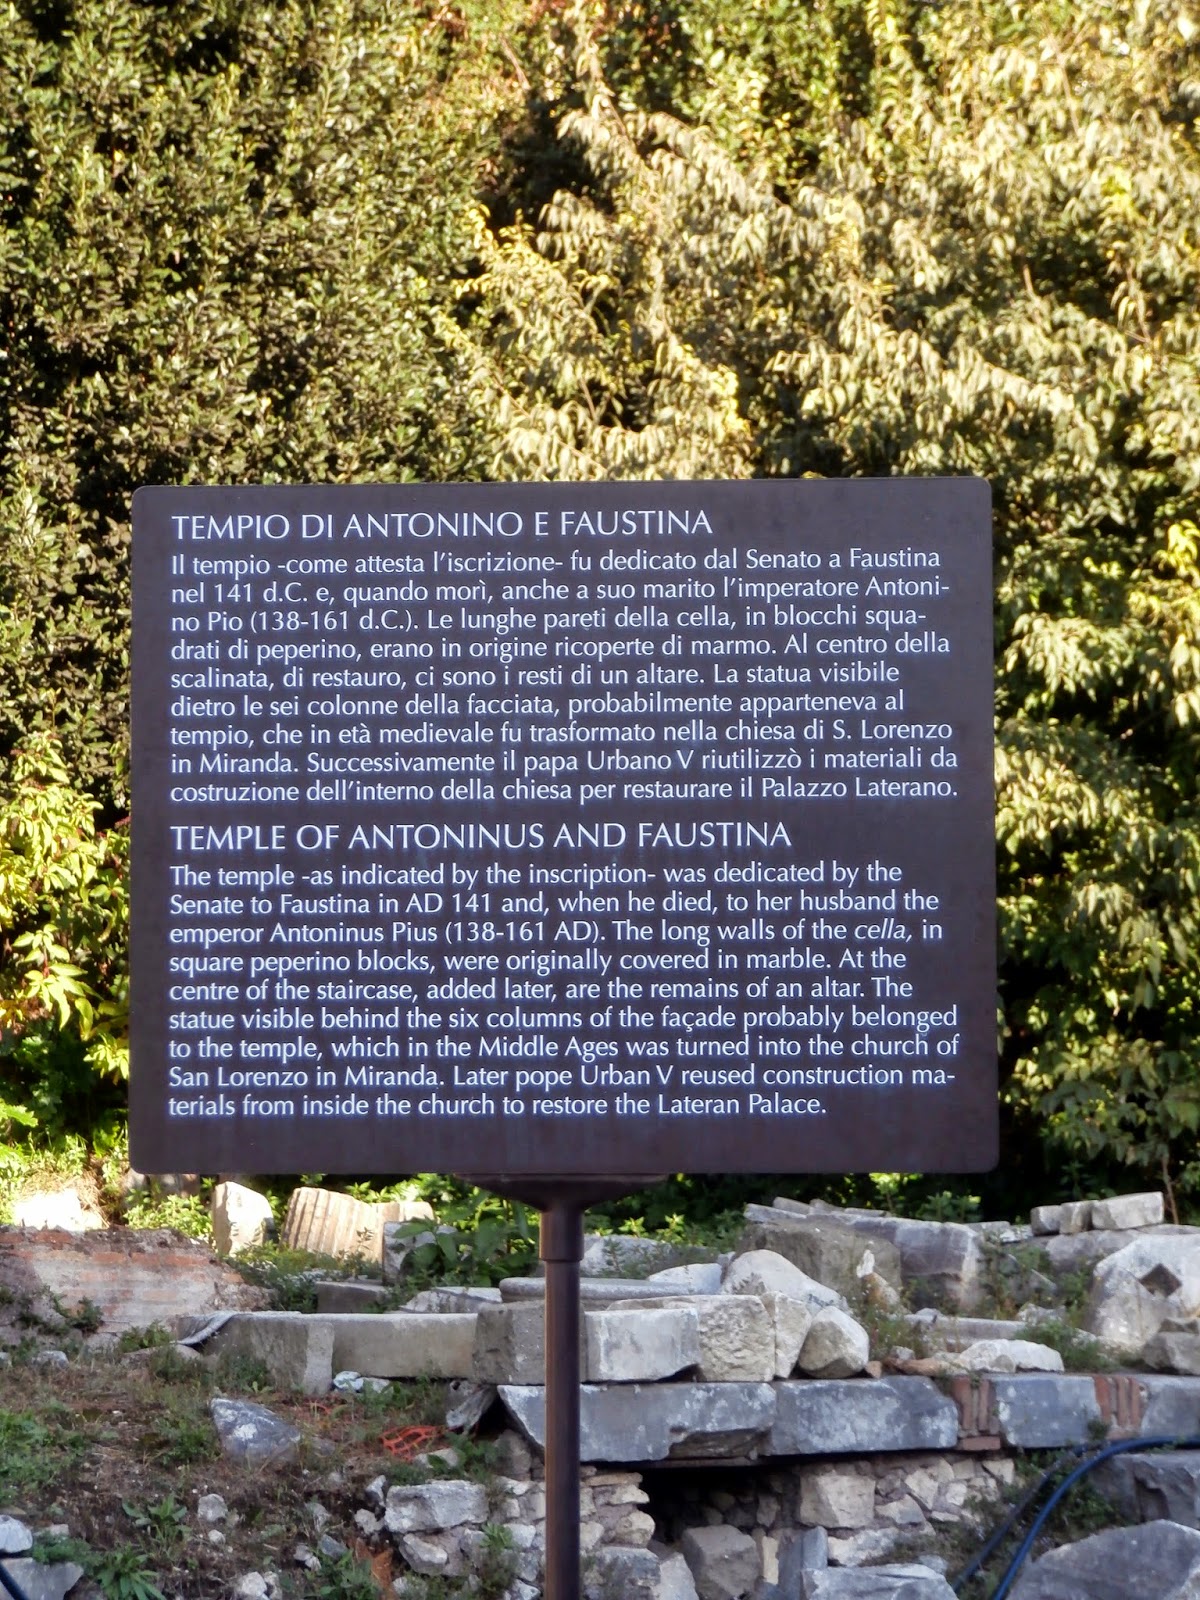 TEMPIO DI ANTONINO E FAUSTINA
Il tempio -come attesta l'iscrizione- fu dedicato dal Senato a Faustina
nel 141 d.C. e, quando morì, anche a suo marito l'imperatore Antoni-
no Pio (138-161 d.C.). Le lunghe pareti della cella, in blocchi squa-
drati di peperino, erano in origine ricoperte di marmo. Al centro della
scalinata, di restauro, ci sono i resti di un altare. La statua visibile
dietro le sei colonne della facciata, probabilmente apparteneva al
tempio, che in età medievale fu trasformato nella chiesa di S. Lorenzo
in Miranda. Successivamente il papa Urbano V riutilizzò i materiali da
costruzione dell'interno della chiesa per restaurare il Palazzo Laterano.
TEMPLE OF ANTONINUS AND FAUSTINA
The temple -as indicated by the inscription- was dedicated by the
Senate to Faustina in AD 141 and, when he died, to her husband the
emperor Antoninus Pius (138-161 AD). The long walls of the cella, in
square peperino blocks, were originally covered in marble. At the
centre of the staircase, added later, are the remains of an altar. The
statue visible behind the six columns of the façade probably belonged
to the temple, which in the Middle Ages was turned into the church of
San Lorenzo in Miranda. Later pope Urban V reused construction ma-
terials from inside the church to restore the Lateran Palace.